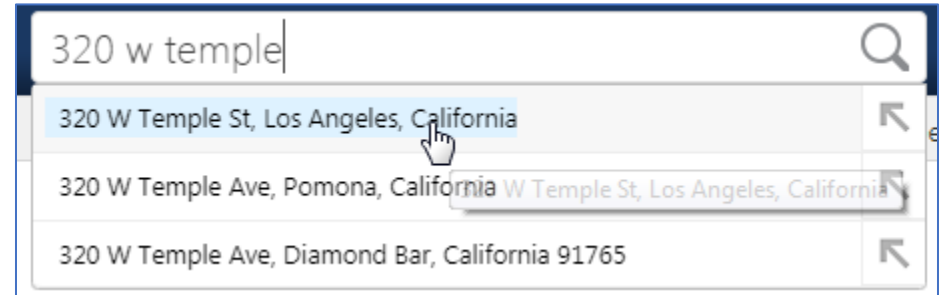 320 w temple
320 W Temple St, Los Angeles, California
320 W Temple Ave, Pomona, California
320 W Temple St, Los Angeles, California
320 W Temple Ave, Diamond Bar, California 91765